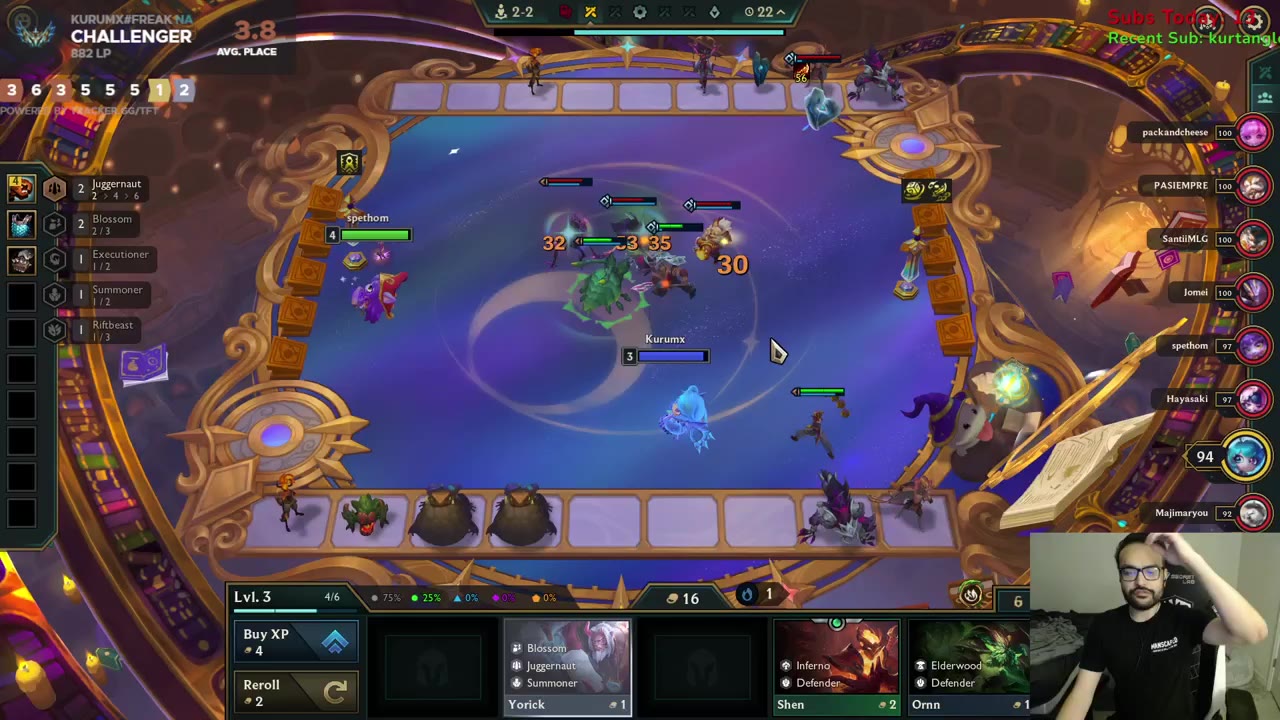 KURUMX#FREAK NA
CHALLENGER
882 LP
3.8
AVG. PLACE
3 6 3 5 5 5 1 2
2-2
22
Subs Today: 1
Recent Sub: kurtangl
packandcheese 100
PASIEMPRE 100
SantiiMLG 100
Jomei 100
spethom 97
Hayasaki 97
94
Majimaryou 92
4
2 Juggernaut
2 > 4 > 6
2 Blossom
2 / 3
1 Executioner
1 / 2
1 Summoner
1 / 2
1 Riftbeast
1 / 3
56
spethom
4
32
35
30
Kurumx
3
Lvl. 3 4/6
75% 25% 0% 0% 0%
16
1
6
Buy XP
4
Reroll
2
Blossom
Juggernaut
Summoner
Yorick 1
Inferno
Defender
Shen 2
Elderwood
Defender
Ornn 1